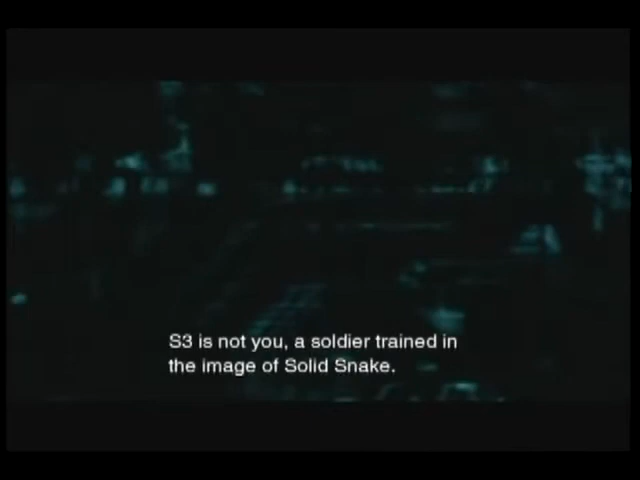 S3 is not you, a soldier trained in
the image of Solid Snake.